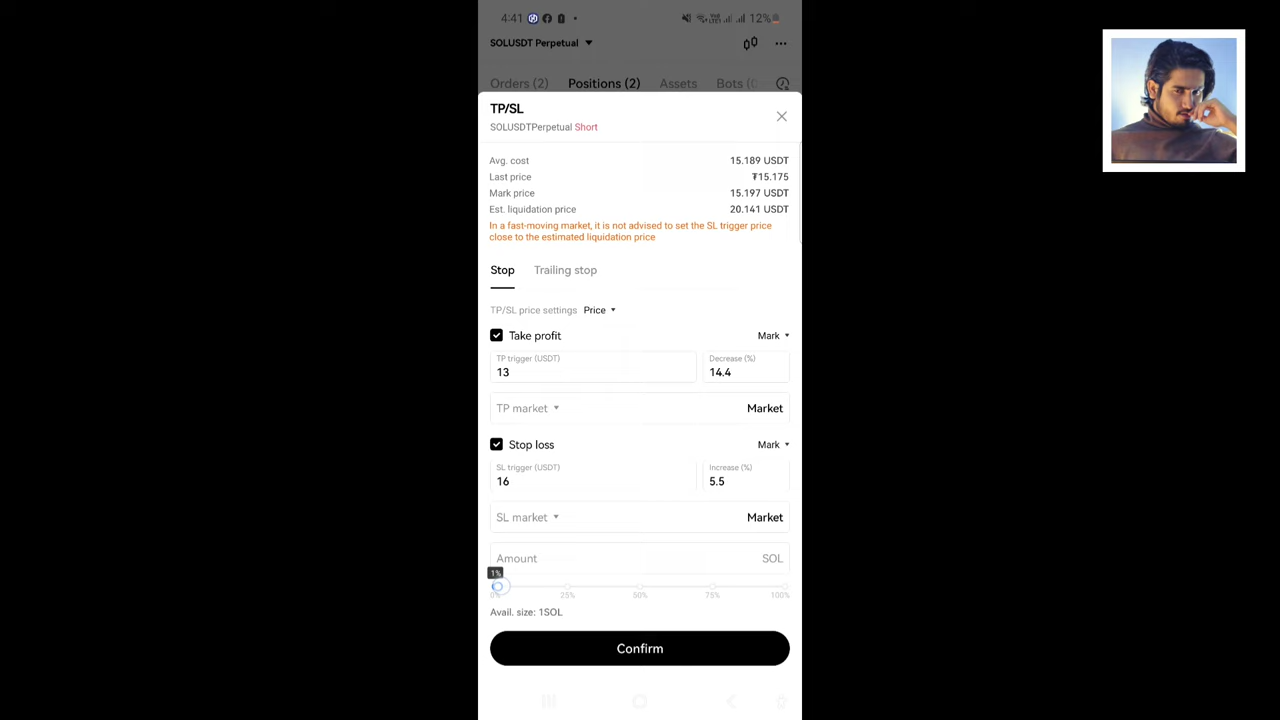 4:41 12%
SOLUSDT Perpetual
Orders (2) Positions (2) Assets Bots (0
TP/SL
SOLUSDTPerpetual Short
Avg. cost 15.189 USDT
Last price ₮15.175
Mark price 15.197 USDT
Est. liquidation price 20.141 USDT
In a fast-moving market, it is not advised to set the SL trigger price
close to the estimated liquidation price
Stop Trailing stop
TP/SL price settings Price
Take profit Mark
TP trigger (USDT) Decrease (%)
13 14.4
TP market Market
Stop loss Mark
SL trigger (USDT) Increase (%)
16 5.5
SL market Market
Amount SOL
1%
0% 25% 50% 75% 100%
Avail. size: 1SOL
Confirm